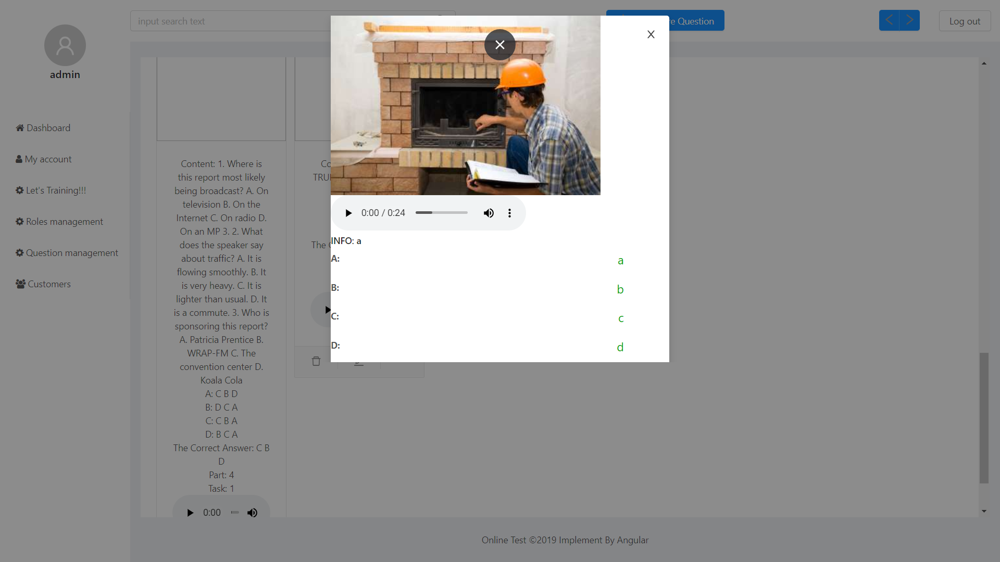 input search text
re Question
Log out
admin
Dashboard
My account
Let's Training!!!
Roles management
Question management
Customers
Content: 1. Where is
this report most likely
being broadcast? A. On
television B. On the
Internet C. On radio D.
On an MP 3. 2. What
does the speaker say
about traffic? A. It is
flowing smoothly. B. It
is very heavy. C. It is
lighter than usual. D. It
is a commute. 3. Who is
sponsoring this report?
A. Patricia Prentice B.
WRAP-FM C. The
convention center D.
Koala Cola
A: C B D
B: D C A
C: C B A
D: B C A
The Correct Answer: C B
D
Part: 4
Task: 1
0:00
Co
TRU
The
X
0:00 / 0:24
INFO: a
A: a
B: b
C: c
D: d
Online Test ©2019 Implement By Angular